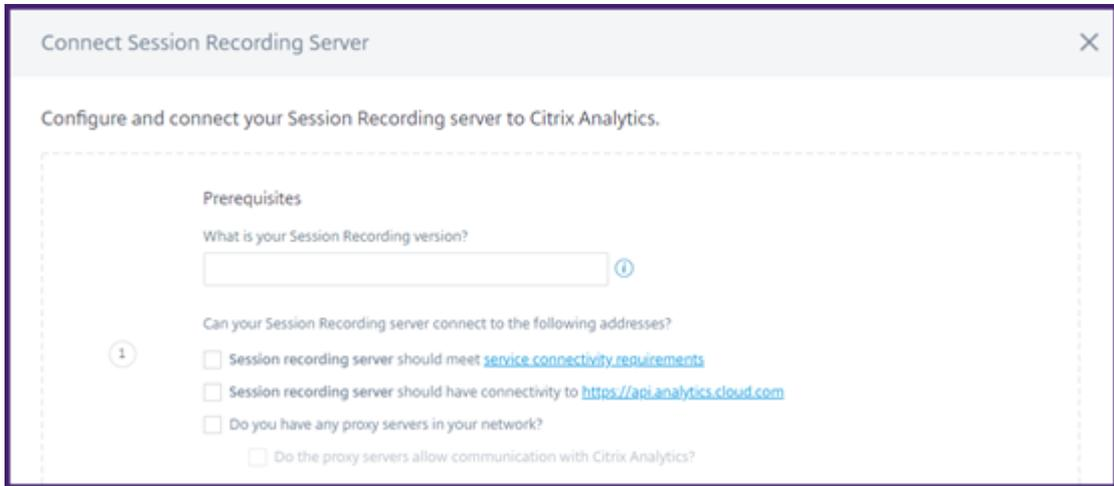 Connect Session Recording Server
Configure and connect your Session Recording server to Citrix Analytics.
Prerequisites
What is your Session Recording version?
i
Can your Session Recording server connect to the following addresses?
1
Session recording server should meet service connectivity requirements
Session recording server should have connectivity to https://api.analytics.cloud.com
Do you have any proxy servers in your network?
Do the proxy servers allow communication with Citrix Analytics?